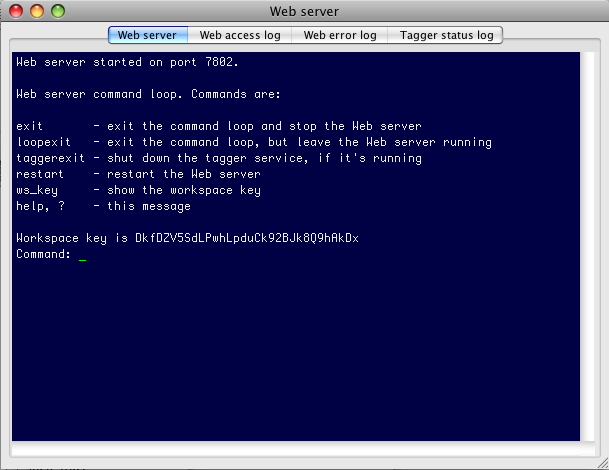 Web server
Web server Web access log Web error log Tagger status log
Web server started on port 7802.
Web server command loop. Commands are:
exit - exit the command loop and stop the Web server
loopexit - exit the command loop, but leave the Web server running
taggerexit - shut down the tagger service, if it's running
restart - restart the Web server
ws_key - show the workspace key
help, ? - this message
Workspace key is DkfDZV5SdLPwhLpduCk92BJk8Q9hAkDx
Command: _